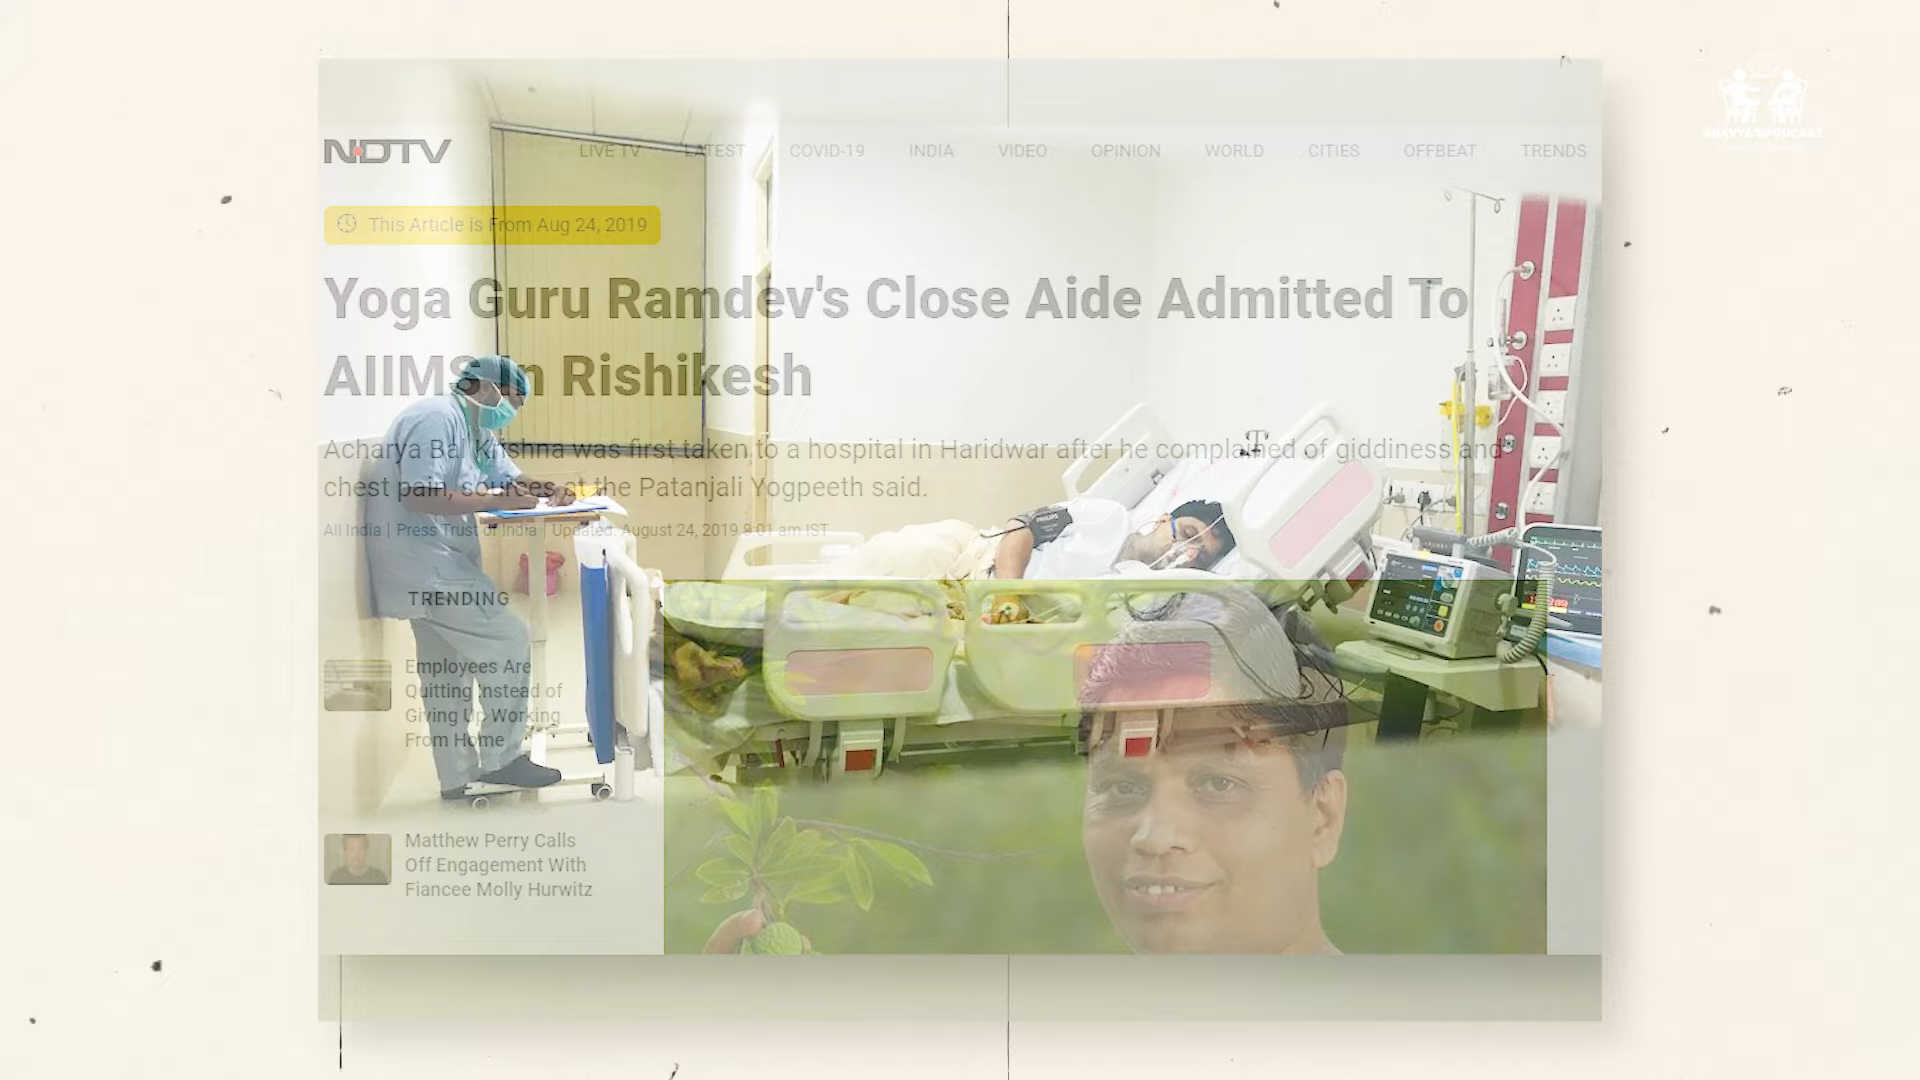 NDTV
LIVE TV LATEST COVID-19 INDIA VIDEO OPINION WORLD CITIES OFFBEAT TRENDS
This Article is From Aug 24, 2019
Yoga Guru Ramdev's Close Aide Admitted To
AIIMS In Rishikesh
Acharya Bal Krishna was first taken to a hospital in Haridwar after he complained of giddiness and
chest pain, sources at the Patanjali Yogpeeth said.
All India | Press Trust of India | Updated: August 24, 2019 8:01 am IST
TRENDING
Employees Are
Quitting Instead of
Giving Up Working
From Home
Matthew Perry Calls
Off Engagement With
Fiancee Molly Hurwitz
BHAVYA'S PODCAST
PHILIPS